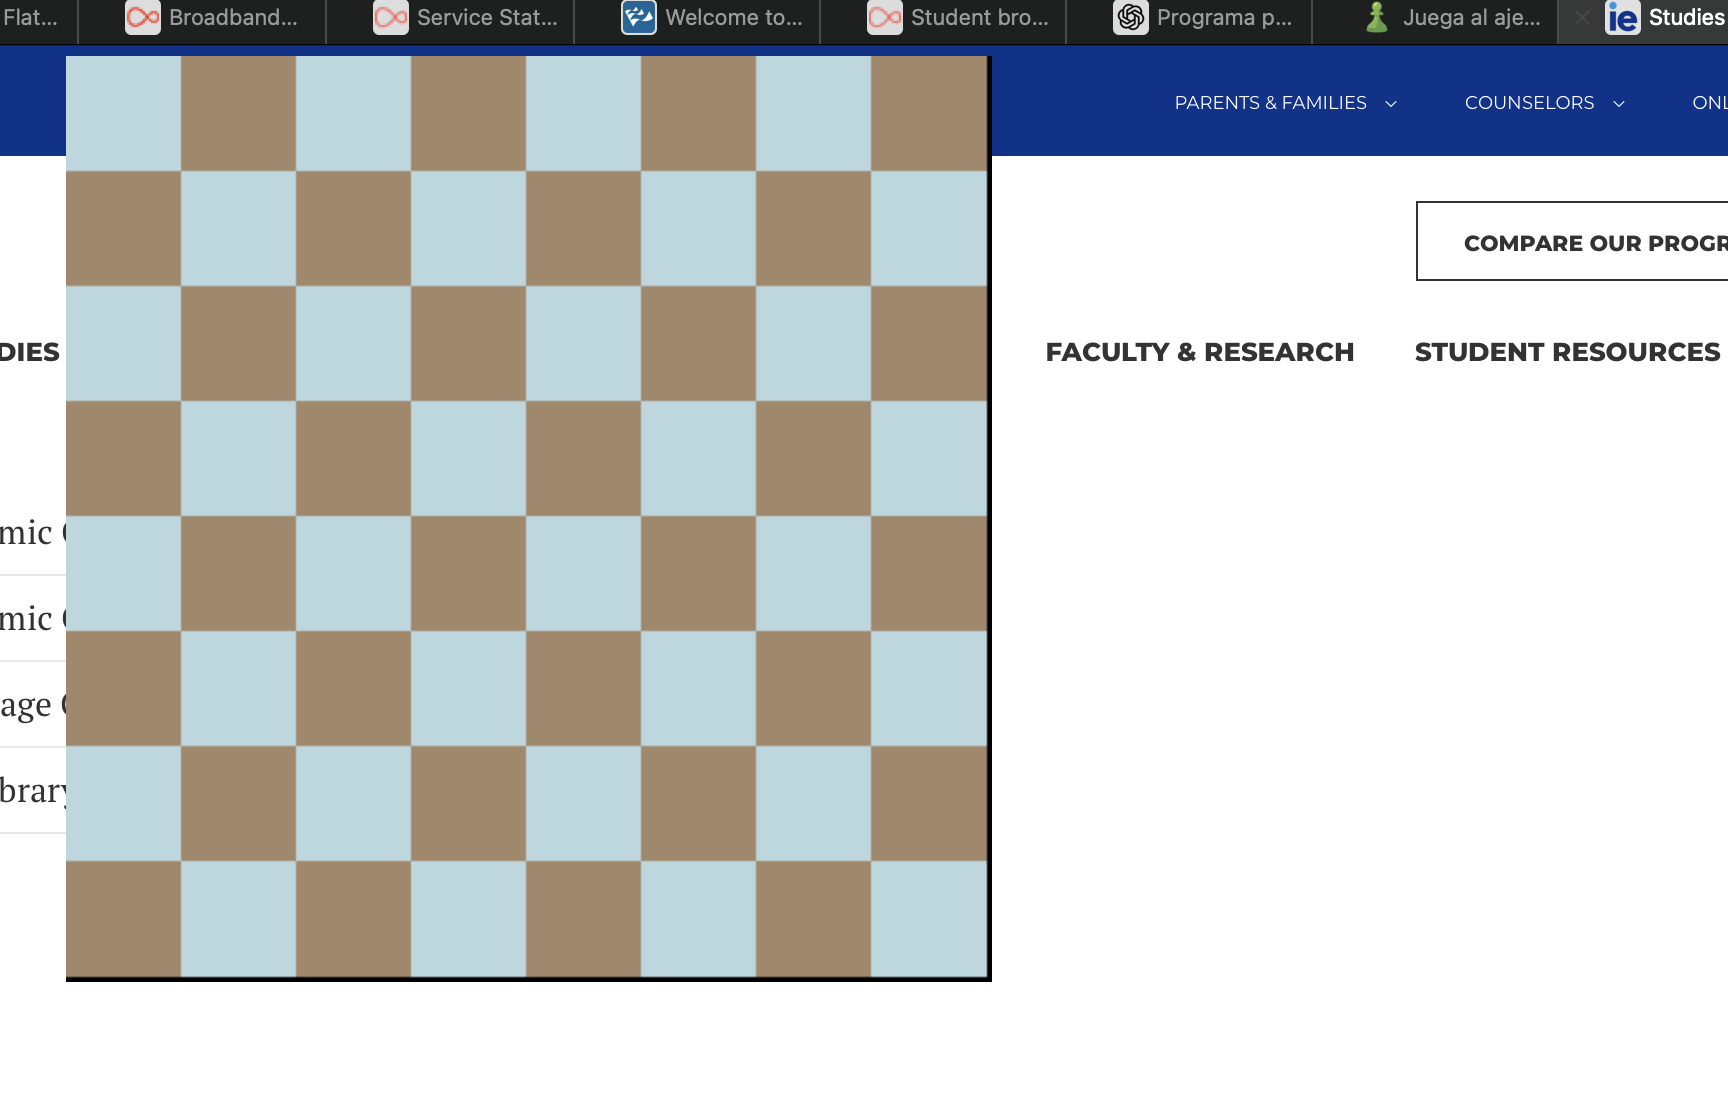 Flat...
Broadband...
Service Stat...
Welcome to...
Student bro...
Programa p...
Juega al aje...
ie Studies
PARENTS & FAMILIES
COUNSELORS
ONL
COMPARE OUR PROGR
DIES
FACULTY & RESEARCH
STUDENT RESOURCES
mic
mic
age
brary